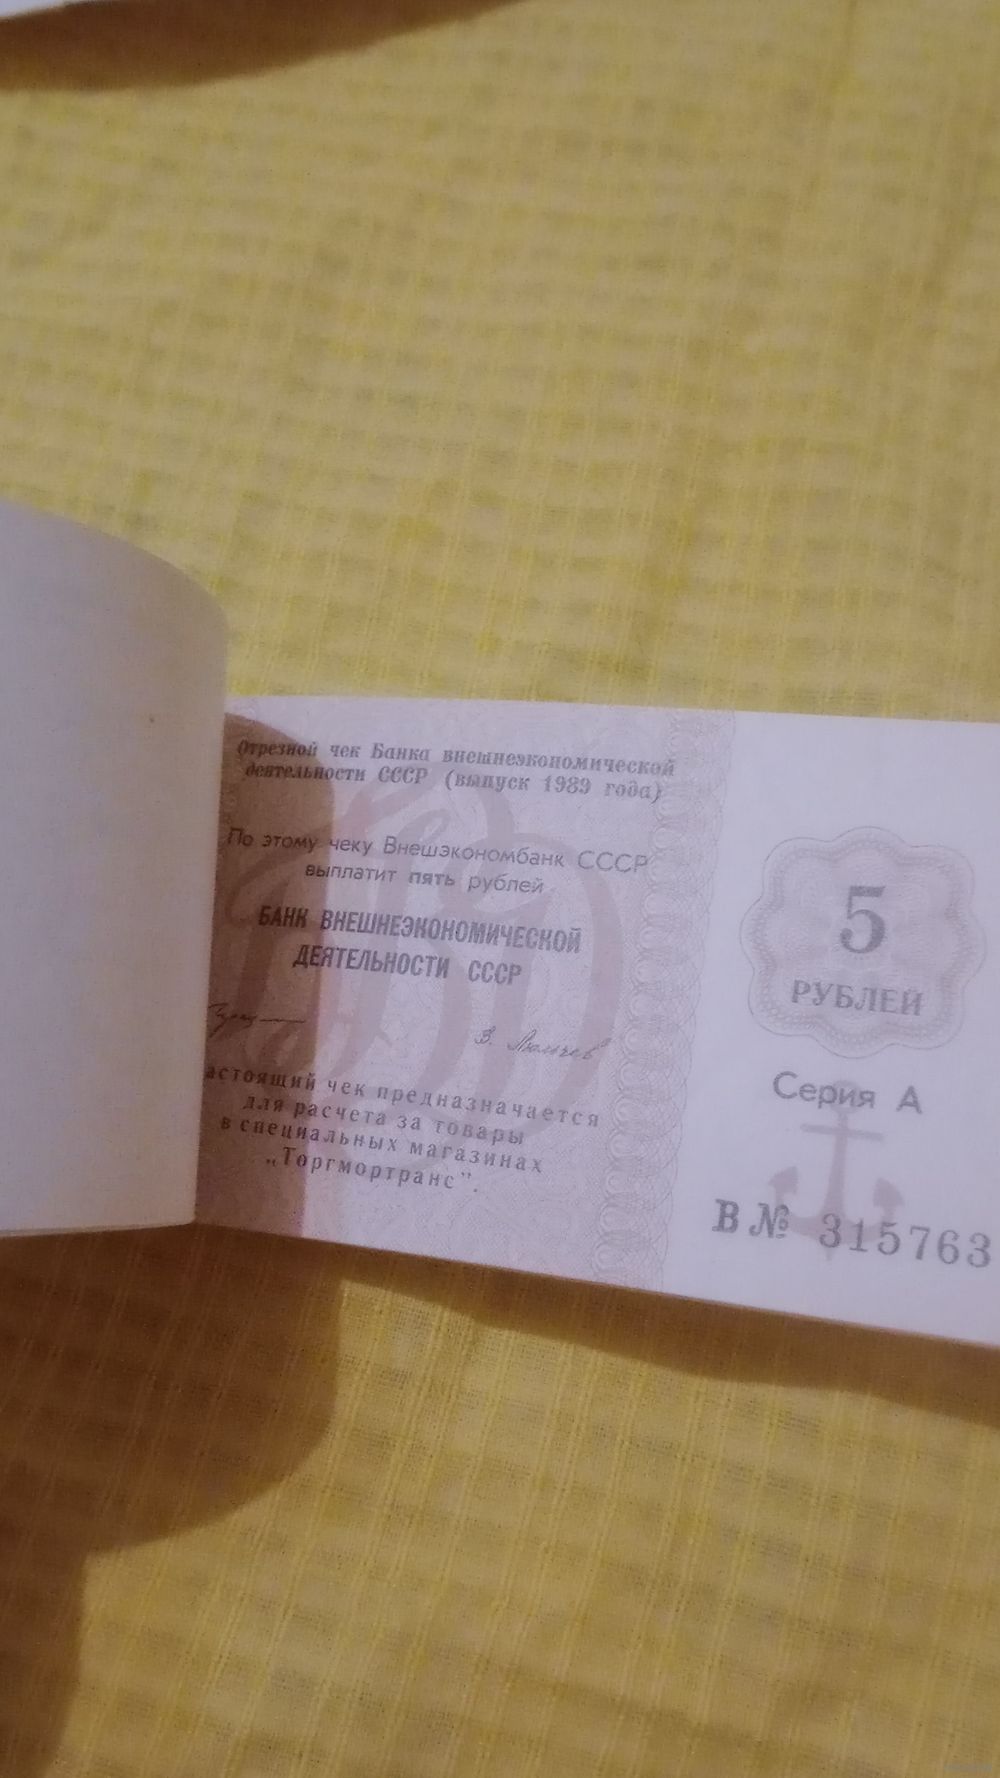 Отрезной чек Банка внешнеэкономической
деятельности СССР (выпуск 1989 года)
По этому чеку Внешэкономбанк СССР
выплатит пять рублей
БАНК ВНЕШНЕЭКОНОМИЧЕСКОЙ
ДЕЯТЕЛЬНОСТИ СССР
астоящий чек предназначается
для расчета за товары
в специальных магазинах
„Торгмортранс”.
5
РУБЛЕЙ
Серия А
В № 315763